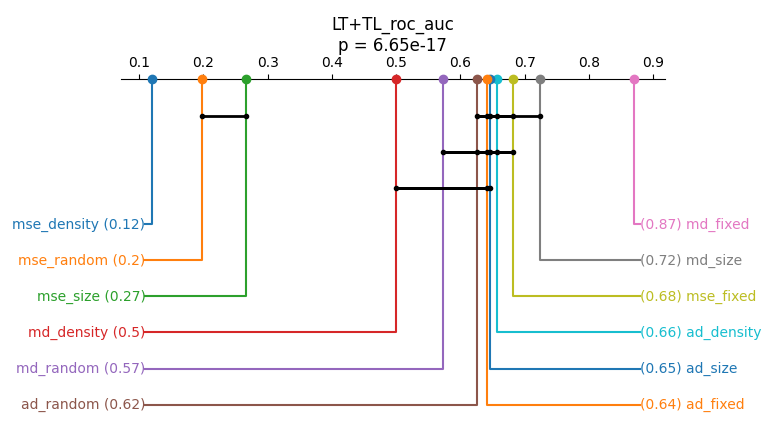 LT+TL_roc_auc
p = 6.65e-17
0.1 0.2 0.3 0.4 0.5 0.6 0.7 0.8 0.9
mse_density (0.12) (0.87) md_fixed
mse_random (0.2) (0.72) md_size
mse_size (0.27) (0.68) mse_fixed
md_density (0.5) (0.66) ad_density
md_random (0.57) (0.65) ad_size
ad_random (0.62) (0.64) ad_fixed